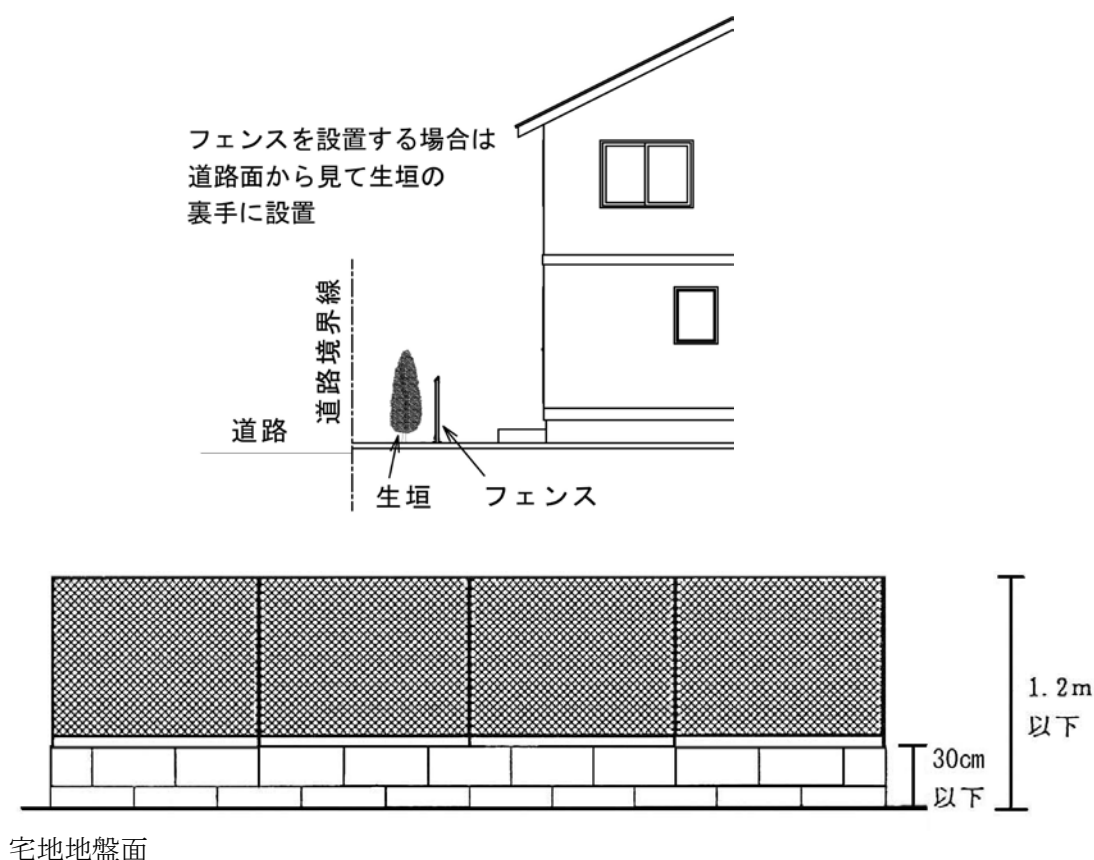 フェンスを設置する場合は
道路面から見て生垣の
裏手に設置
道路境界線
道路
生垣
フェンス
1.2m
以下
30cm
以下
宅地地盤面